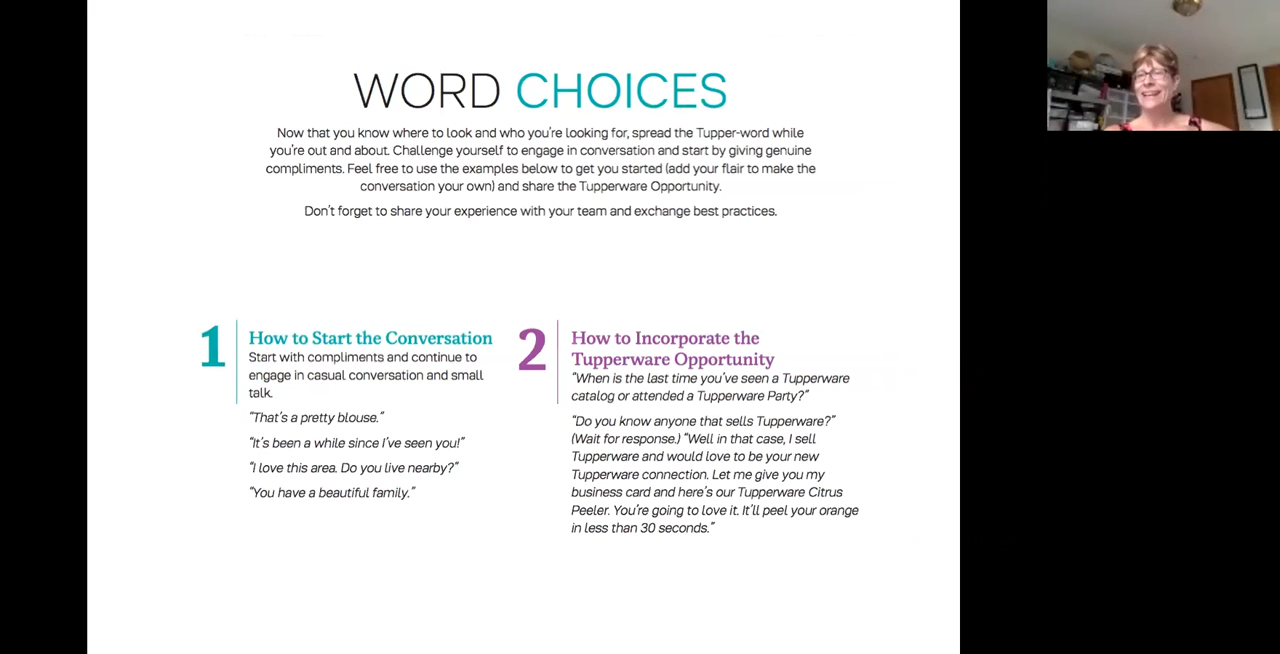 WORD CHOICES
Now that you know where to look and who you're looking for, spread the Tupper-word while
you're out and about. Challenge yourself to engage in conversation and start by giving genuine
compliments. Feel free to use the examples below to get you started (add your flair to make the
conversation your own) and share the Tupperware Opportunity.
Don't forget to share your experience with your team and exchange best practices.
1
How to Start the Conversation
Start with compliments and continue to
engage in casual conversation and small
talk.
"That's a pretty blouse."
"It's been a while since I've seen you!"
"I love this area. Do you live nearby?"
"You have a beautiful family."
2
How to Incorporate the
Tupperware Opportunity
"When is the last time you've seen a Tupperware
catalog or attended a Tupperware Party?"
"Do you know anyone that sells Tupperware?"
(Wait for response.) "Well in that case, I sell
Tupperware and would love to be your new
Tupperware connection. Let me give you my
business card and here's our Tupperware Citrus
Peeler. You're going to love it. It'll peel your orange
in less than 30 seconds."